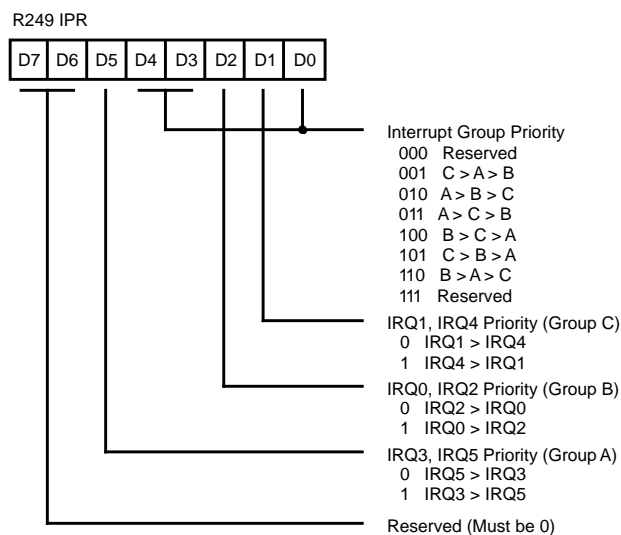 R249 IPR
D7 D6 D5 D4 D3 D2 D1 D0
Interrupt Group Priority
000 Reserved
001 C > A > B
010 A > B > C
011 A > C > B
100 B > C > A
101 C > B > A
110 B > A > C
111 Reserved
IRQ1, IRQ4 Priority (Group C)
0 IRQ1 > IRQ4
1 IRQ4 > IRQ1
IRQ0, IRQ2 Priority (Group B)
0 IRQ2 > IRQ0
1 IRQ0 > IRQ2
IRQ3, IRQ5 Priority (Group A)
0 IRQ5 > IRQ3
1 IRQ3 > IRQ5
Reserved (Must be 0)